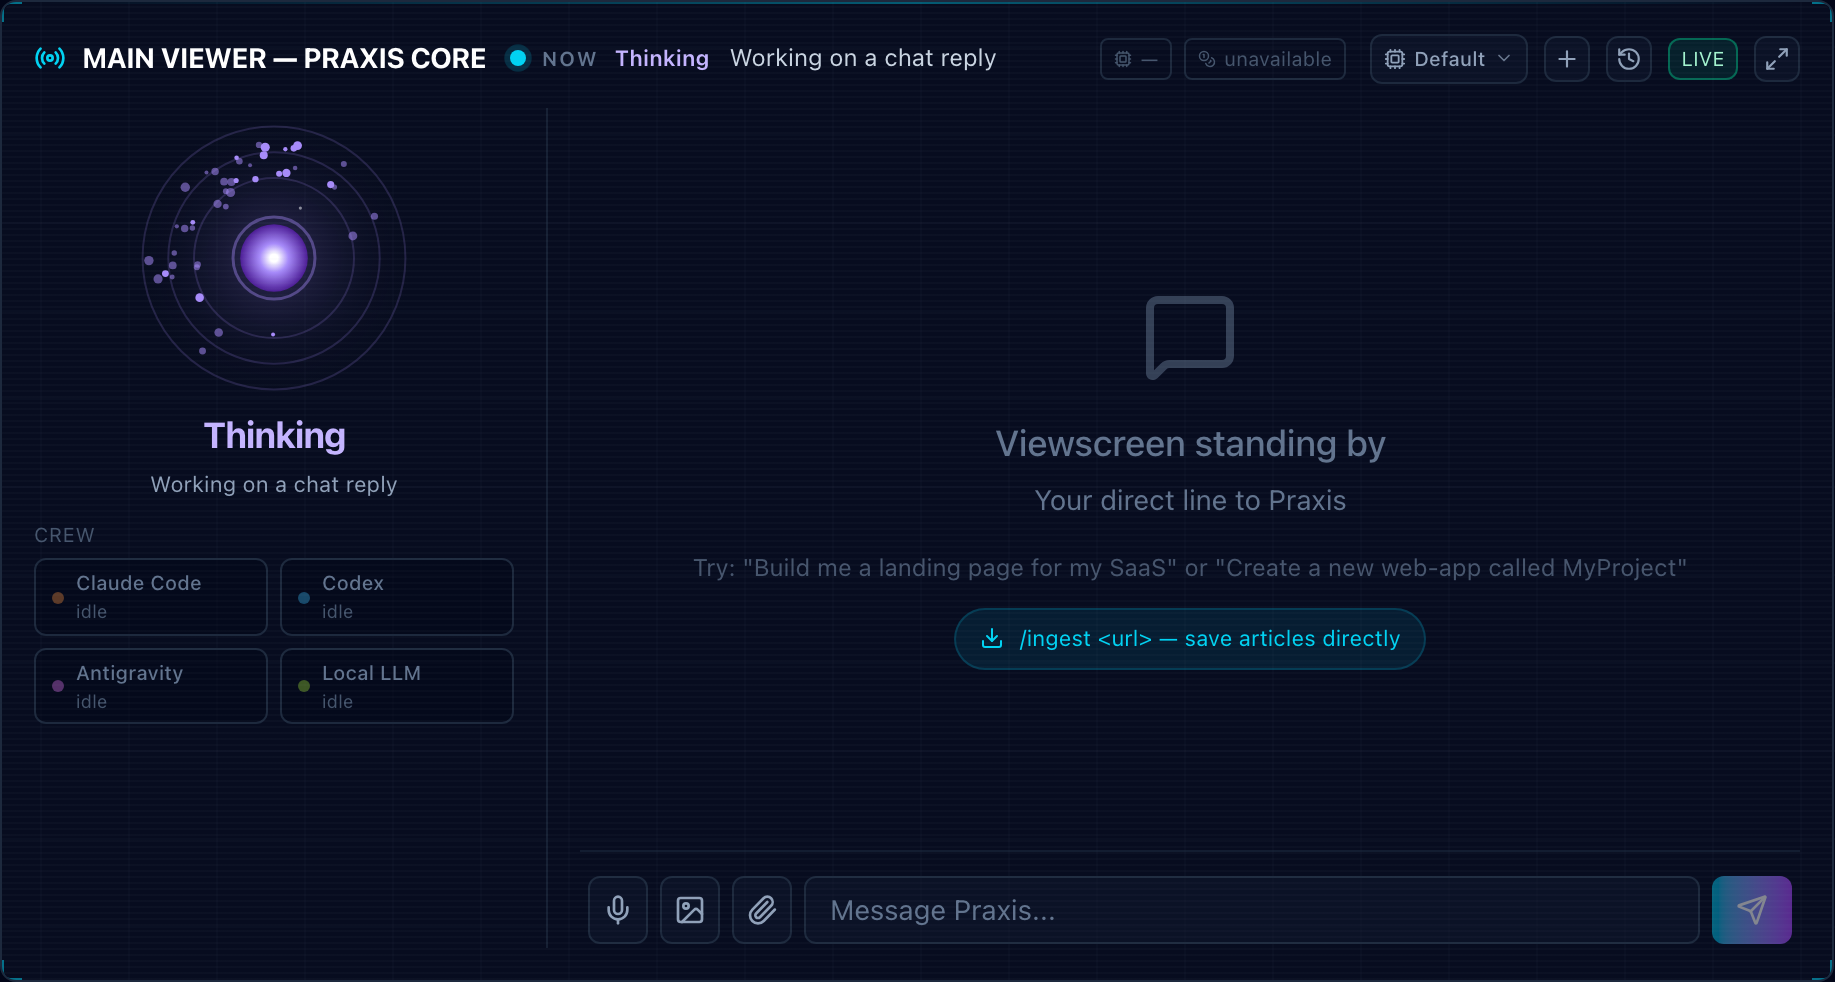 MAIN VIEWER — PRAXIS CORE NOW Thinking Working on a chat reply — unavailable Default LIVE
Thinking
Working on a chat reply
CREW
Claude Code
idle
Codex
idle
Antigravity
idle
Local LLM
idle
Viewscreen standing by
Your direct line to Praxis
Try: "Build me a landing page for my SaaS" or "Create a new web-app called MyProject"
/ingest <url> — save articles directly
Message Praxis...